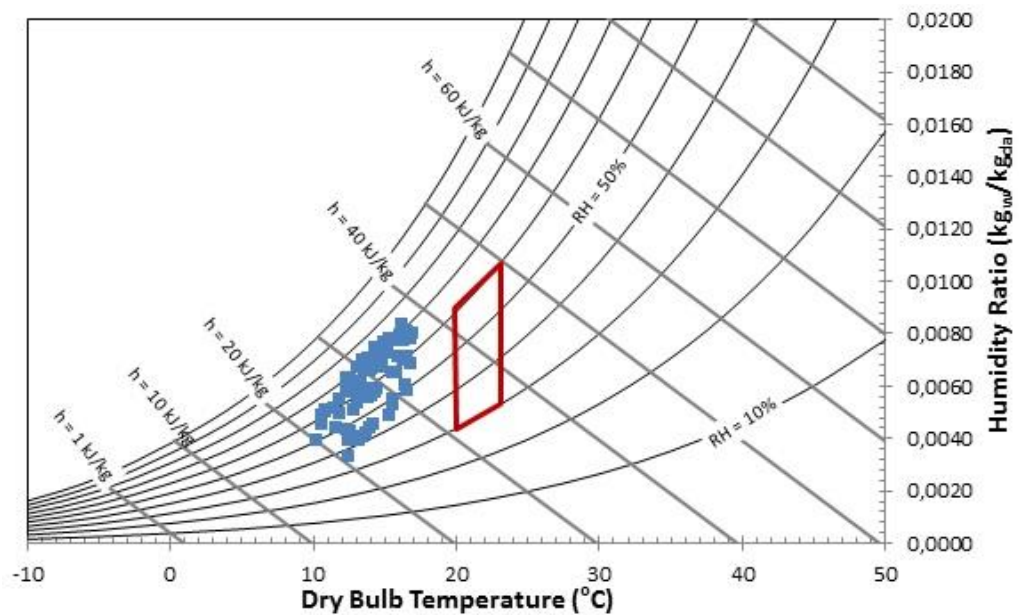 h = 60 kJ/kg
h = 40 kJ/kg
h = 20 kJ/kg
h = 10 kJ/kg
h = 1 kJ/kg
RH = 50%
RH = 10%
0,0200
0,0180
0,0160
0,0140
0,0120
0,0100
0,0080
0,0060
0,0040
0,0020
0,0000
Humidity Ratio (kgw/kgda)
-10 0 10 20 30 40 50
Dry Bulb Temperature (°C)